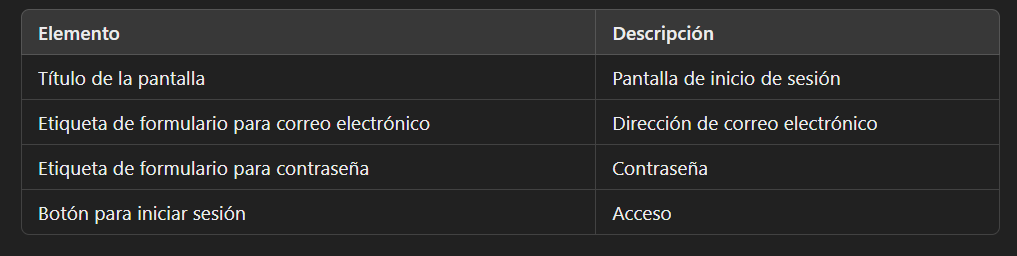 Elemento Descripción
Título de la pantalla Pantalla de inicio de sesión
Etiqueta de formulario para correo electrónico Dirección de correo electrónico
Etiqueta de formulario para contraseña Contraseña
Botón para iniciar sesión Acceso